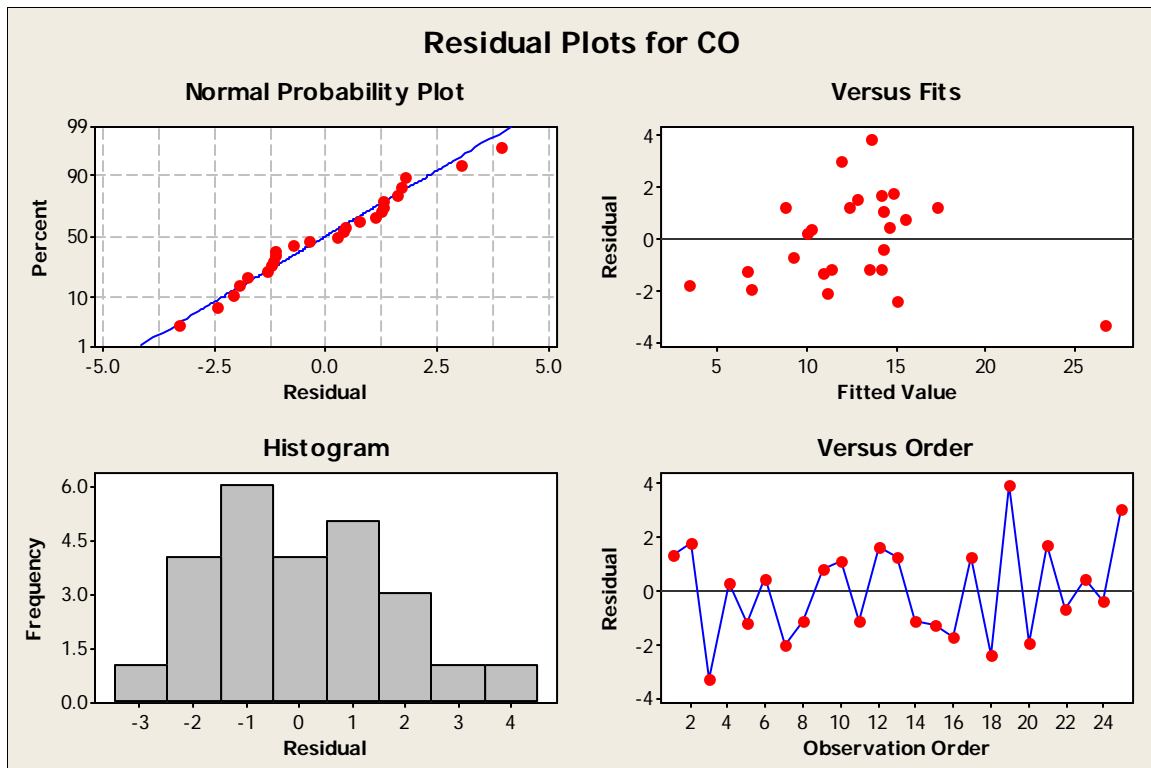 Residual Plots for CO
Normal Probability Plot
99
90
50
10
1
Percent
-5.0 -2.5 0.0 2.5 5.0
Residual
Versus Fits
4
2
0
-2
-4
Residual
5 10 15 20 25
Fitted Value
Histogram
6.0
4.5
3.0
1.5
0.0
Frequency
-3 -2 -1 0 1 2 3 4
Residual
Versus Order
4
2
0
-2
-4
Residual
2 4 6 8 10 12 14 16 18 20 22 24
Observation Order